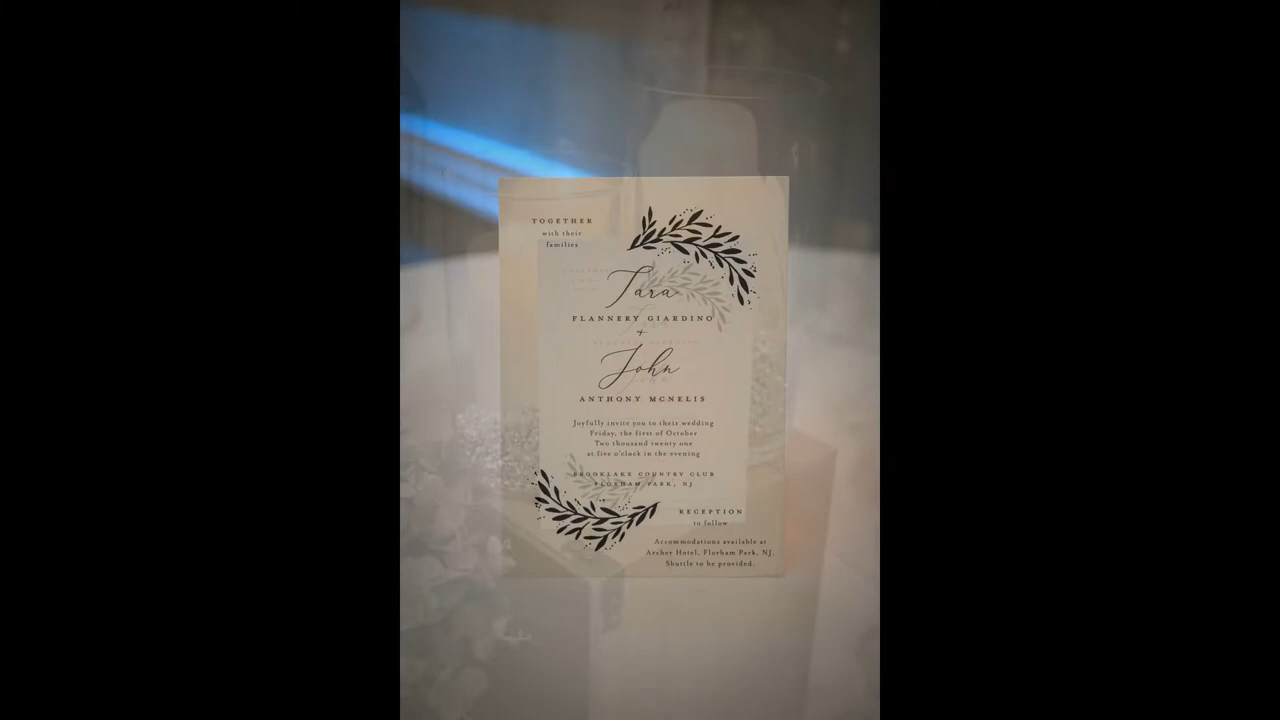 TOGETHER
with their
families
Tara
FLANNERY GIARDINO
+
John
ANTHONY MCNELIS
Joyfully invite you to their wedding
Friday, the first of October
Two thousand twenty one
at five o'clock in the evening
BROOKLAKE COUNTRY CLUB
FLORHAM PARK, NJ
RECEPTION
to follow
Accommodations available at
Archer Hotel, Florham Park, NJ.
Shuttle to be provided.